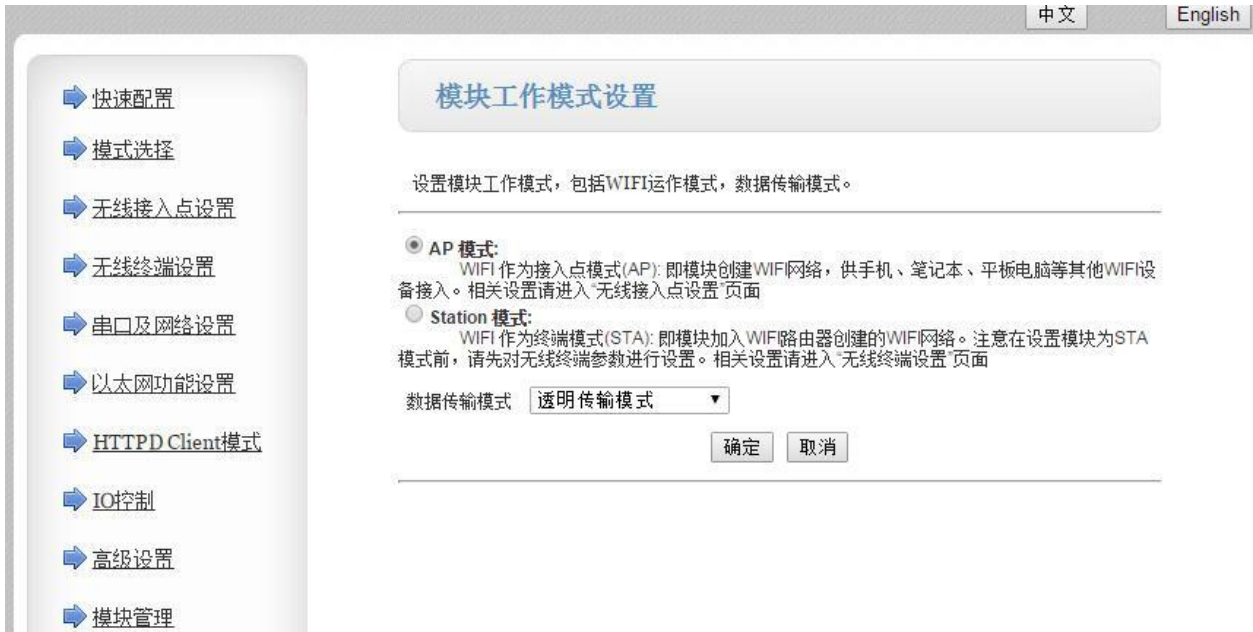 中文
English
快速配置
模式选择
无线接入点设置
无线终端设置
串口及网络设置
以太网功能设置
HTTPD Client模式
IO控制
高级设置
模块管理
模块工作模式设置
设置模块工作模式，包括WIFI运作模式，数据传输模式。
AP 模式:
WIFI 作为接入点模式(AP): 即模块创建WIFI网络，供手机、笔记本、平板电脑等其他WIFI设
备接入。相关设置请进入“无线接入点设置”页面
Station 模式:
WIFI 作为终端模式(STA): 即模块加入WIFI路由器创建的WIFI网络。注意在设置模块为STA
模式前，请先对无线终端参数进行设置。相关设置请进入“无线终端设置”页面
数据传输模式 透明传输模式
确定 取消